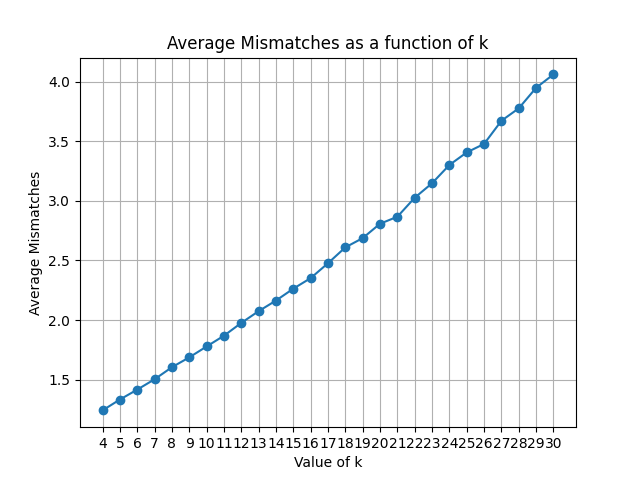 Average Mismatches as a function of k
Average Mismatches
4.0
3.5
3.0
2.5
2.0
1.5
4 5 6 7 8 9 10 11 12 13 14 15 16 17 18 19 20 21 22 23 24 25 26 27 28 29 30
Value of k